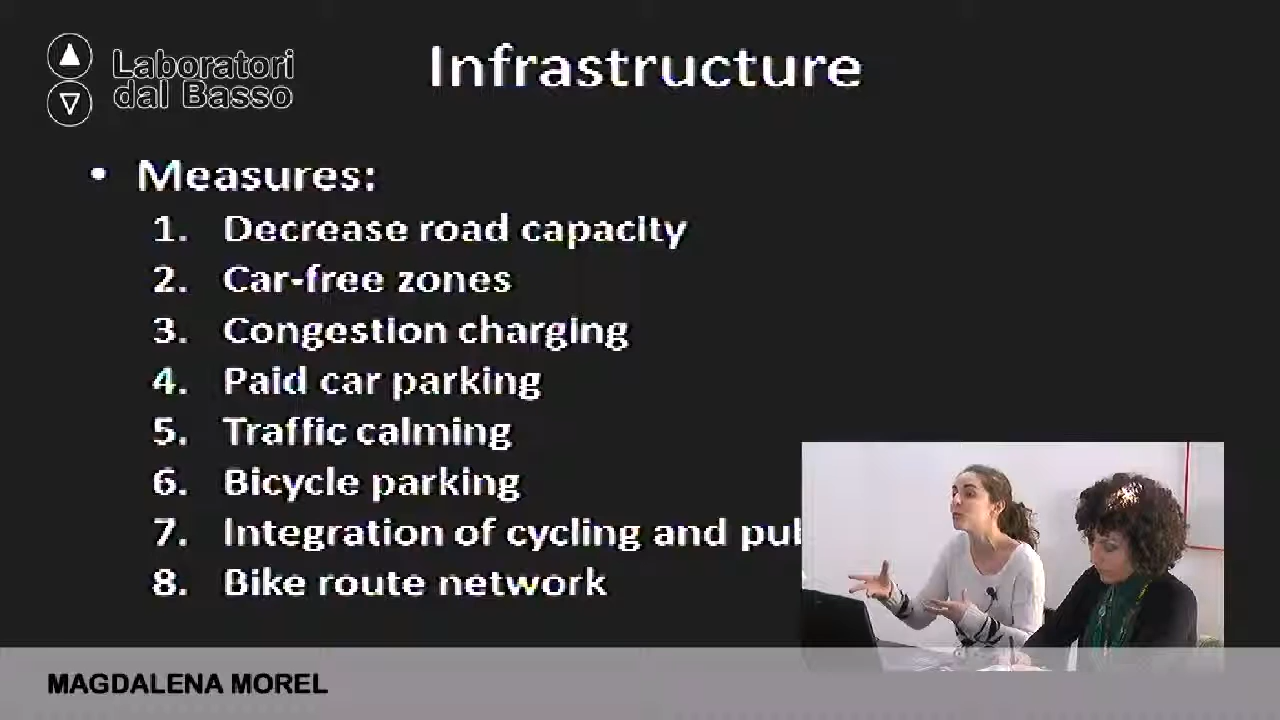 Laboratori
dal Basso
Infrastructure
• Measures:
1. Decrease road capacity
2. Car-free zones
3. Congestion charging
4. Paid car parking
5. Traffic calming
6. Bicycle parking
7. Integration of cycling and
8. Bike route network
MAGDALENA MOREL